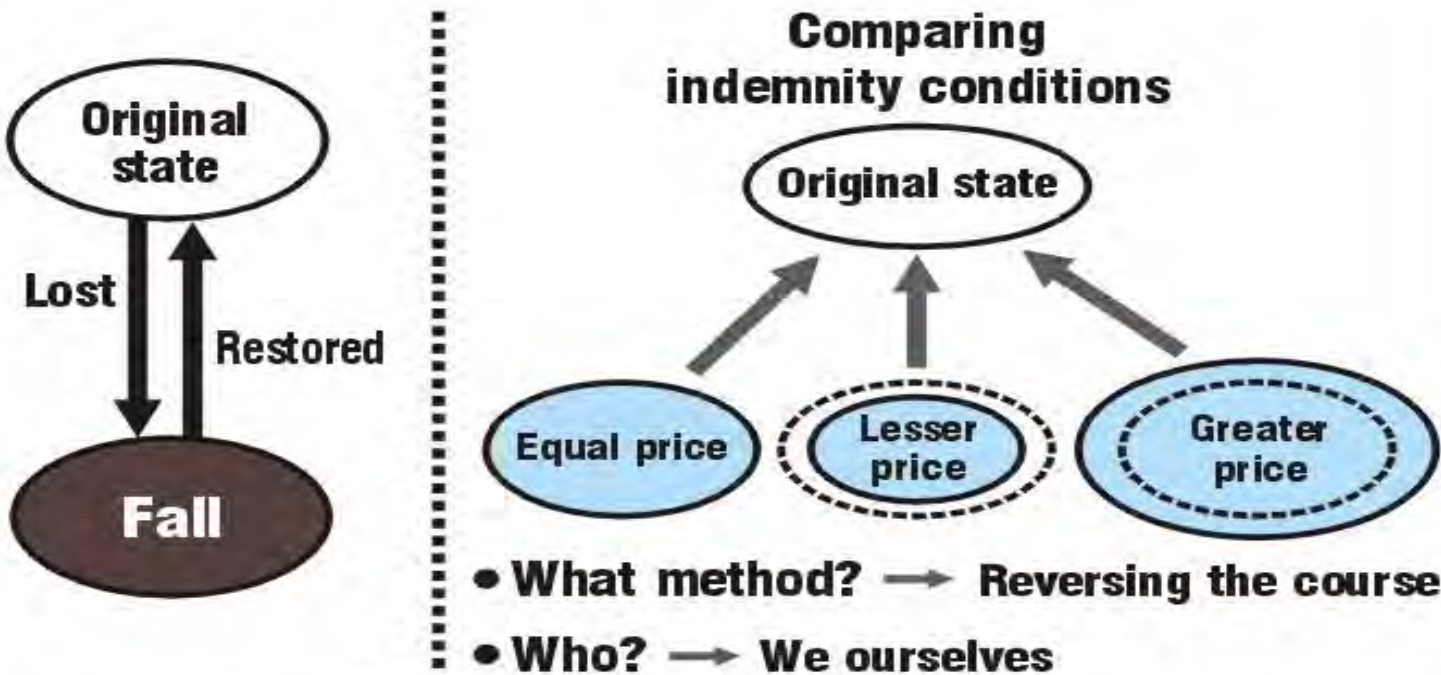 Original
state
Lost
Restored
Fall
Comparing
indemnity conditions
Original state
Equal price
Lesser
price
Greater
price
• What method? → Reversing the course
• Who? → We ourselves